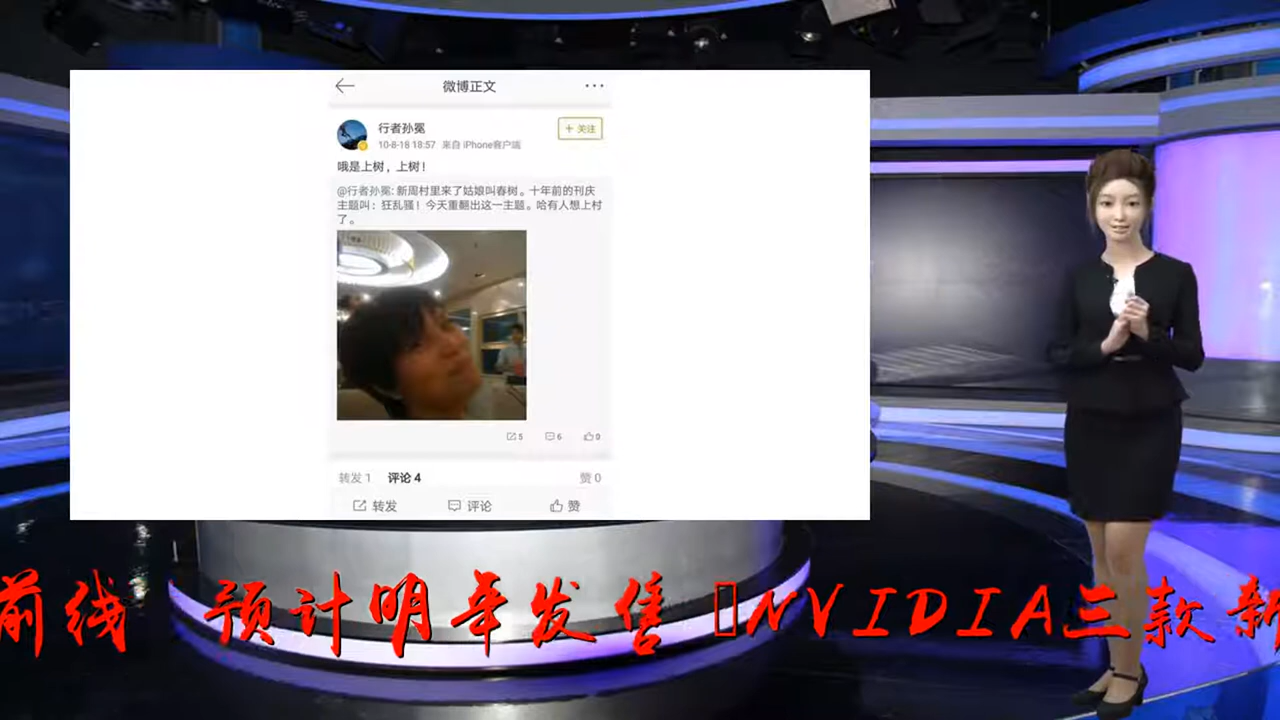 微博正文
行者孙冕
+ 关注
10-8-18 18:57 来自 iPhone客户端
哦是上树，上树！
@行者孙冕: 新周村里来了姑娘叫春树。十年前的刊庆
主题叫：狂乱骚！今天重翻出这一主题。哈有人想上村
了。
5 6 0
转发 1 评论 4 赞 0
转发 评论 赞
前线 预计明年发售 NVIDIA三款新